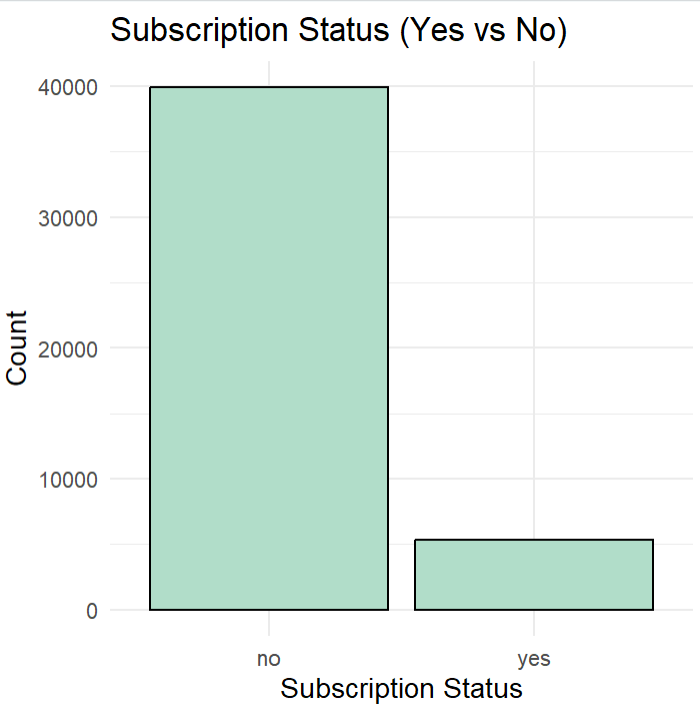 Subscription Status (Yes vs No)
40000
30000
20000
10000
0
Count
no yes
Subscription Status